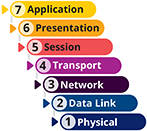 7 Application
6 Presentation
5 Session
4 Transport
3 Network
2 Data Link
1 Physical